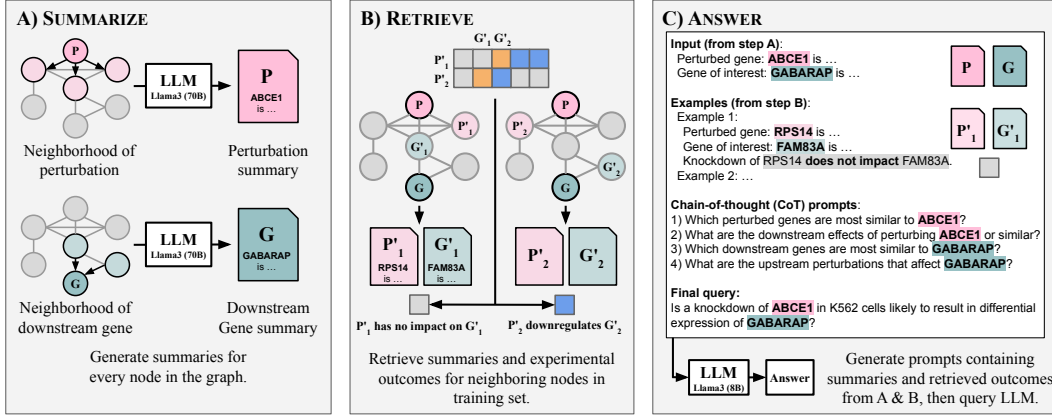 A) SUMMARIZE
P
LLM
Llama3 (70B)
P
ABCE1
is ...
Neighborhood of
perturbation
Perturbation
summary
G
LLM
Llama3 (70B)
G
GABARAP
is ...
Neighborhood of
downstream gene
Downstream
Gene summary
Generate summaries for
every node in the graph.
B) RETRIEVE
G'1 G'2
P'1
P'2
P
P'1
G'1
G
P
P'2
G'2
G
P'1
RPS14
is ...
G'1
FAM83A
is ...
P'2
G'2
P'1 has no impact on G'1
P'2 downregulates G'2
Retrieve summaries and experimental
outcomes for neighboring nodes in
training set.
C) ANSWER
Input (from step A):
Perturbed gene: ABCE1 is ...
Gene of interest: GABARAP is ...
P
G
Examples (from step B):
Example 1:
Perturbed gene: RPS14 is ...
Gene of interest: FAM83A is ...
Knockdown of RPS14 does not impact FAM83A.
Example 2: ...
P'1
G'1
Chain-of-thought (CoT) prompts:
1) Which perturbed genes are most similar to ABCE1?
2) What are the downstream effects of perturbing ABCE1 or similar?
3) Which downstream genes are most similar to GABARAP?
4) What are the upstream perturbations that affect GABARAP?
Final query:
Is a knockdown of ABCE1 in K562 cells likely to result in differential
expression of GABARAP?
LLM
Llama3 (8B)
Answer
Generate prompts containing
summaries and retrieved outcomes
from A & B, then query LLM.